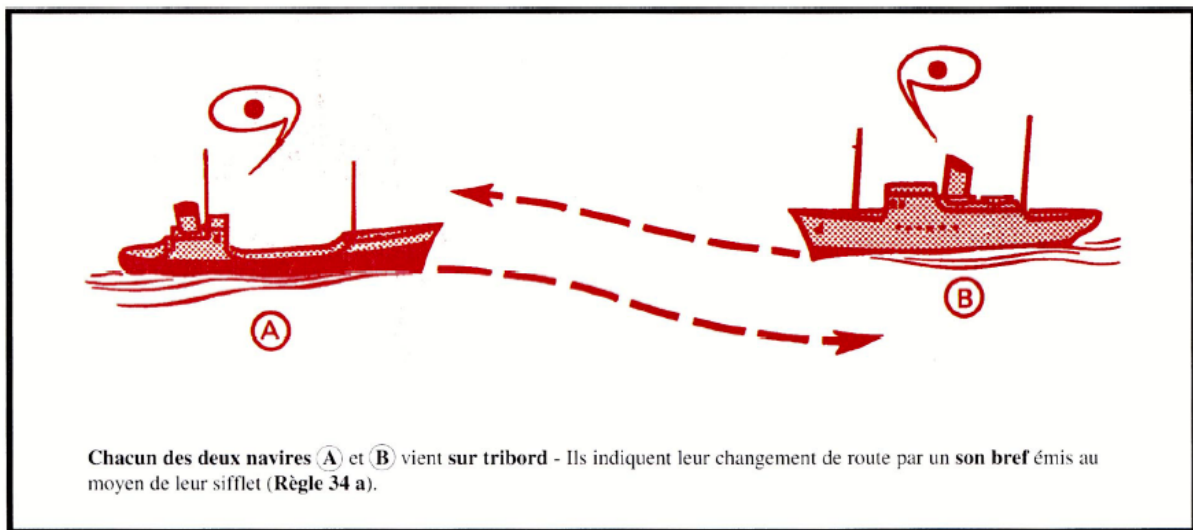 A
B
Chacun des deux navires A et B vient sur tribord - Ils indiquent leur changement de route par un son bref émis au
moyen de leur sifflet (Règle 34 a).